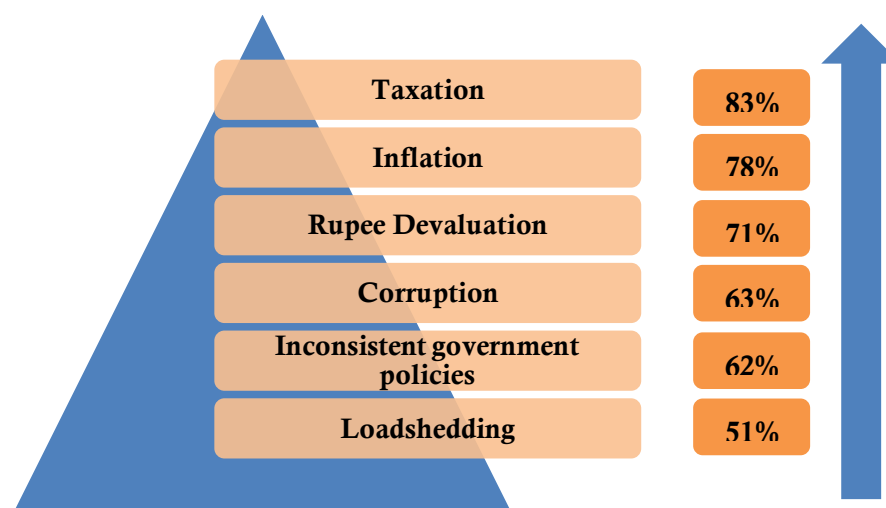 Taxation 83%
Inflation 78%
Rupee Devaluation 71%
Corruption 63%
Inconsistent government
policies 62%
Loadshedding 51%